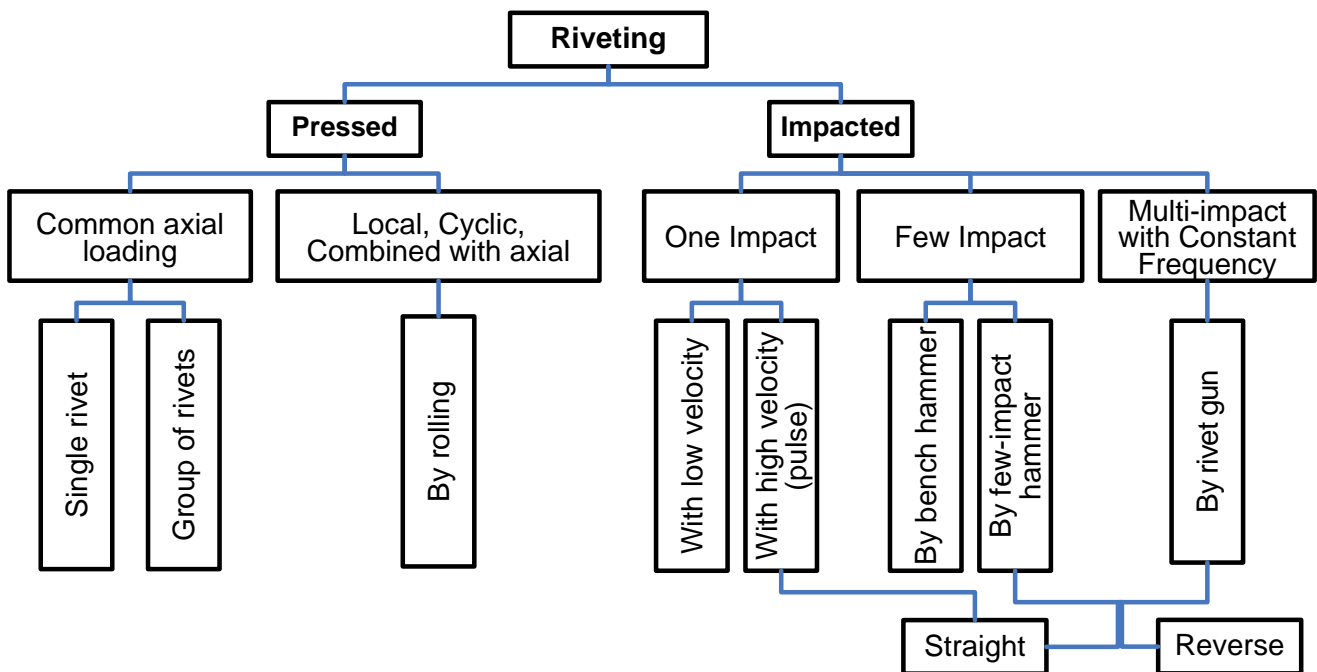 Riveting
Pressed
Impacted
Common axial
loading
Local, Cyclic,
Combined with axial
One Impact
Few Impact
Multi-impact
with Constant
Frequency
Single rivet
Group of rivets
By rolling
With low velocity
With high velocity
(pulse)
By bench hammer
By few-impact
hammer
By rivet gun
Straight
Reverse